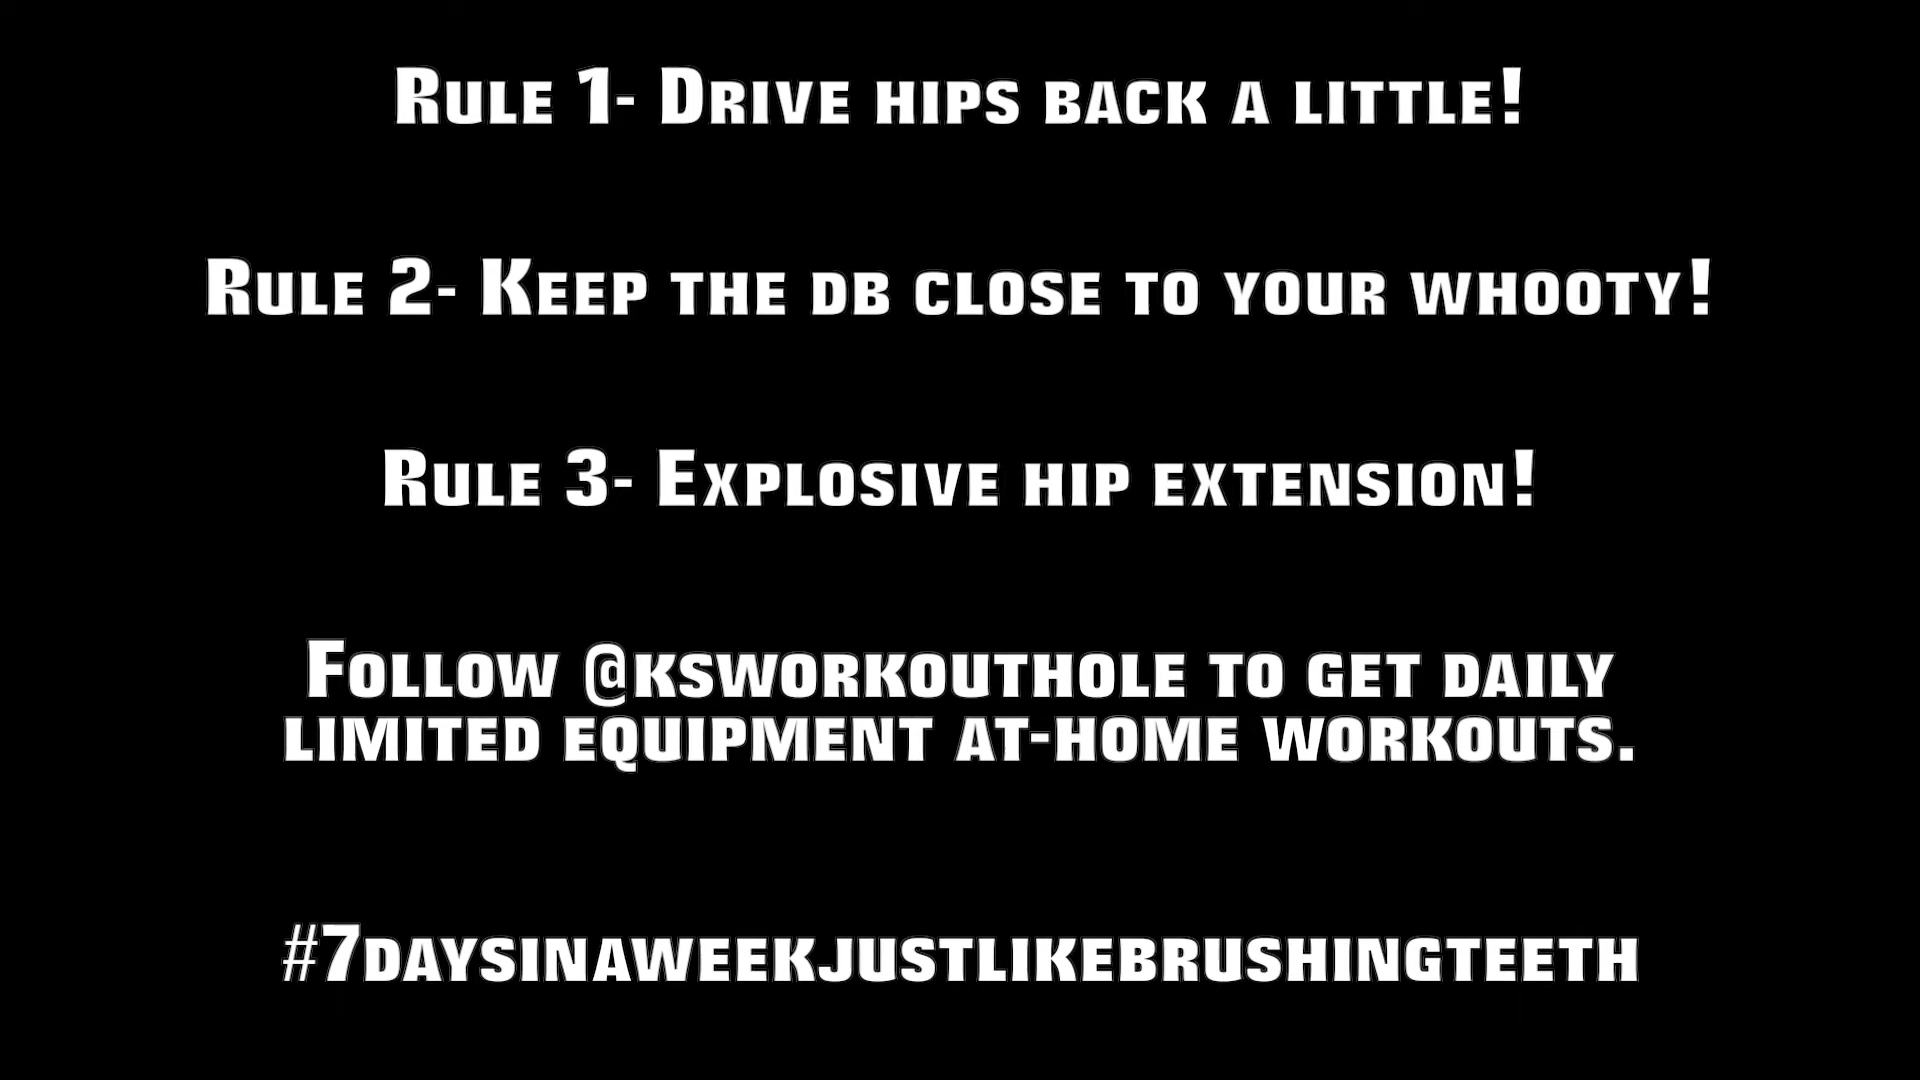 Rule 1- Drive hips back a little!
Rule 2- Keep the db close to your whooty!
Rule 3- Explosive hip extension!
Follow @ksworkouthole to get daily
limited equipment at-home workouts.
#7daysinaweekjustlikebrushingteeth